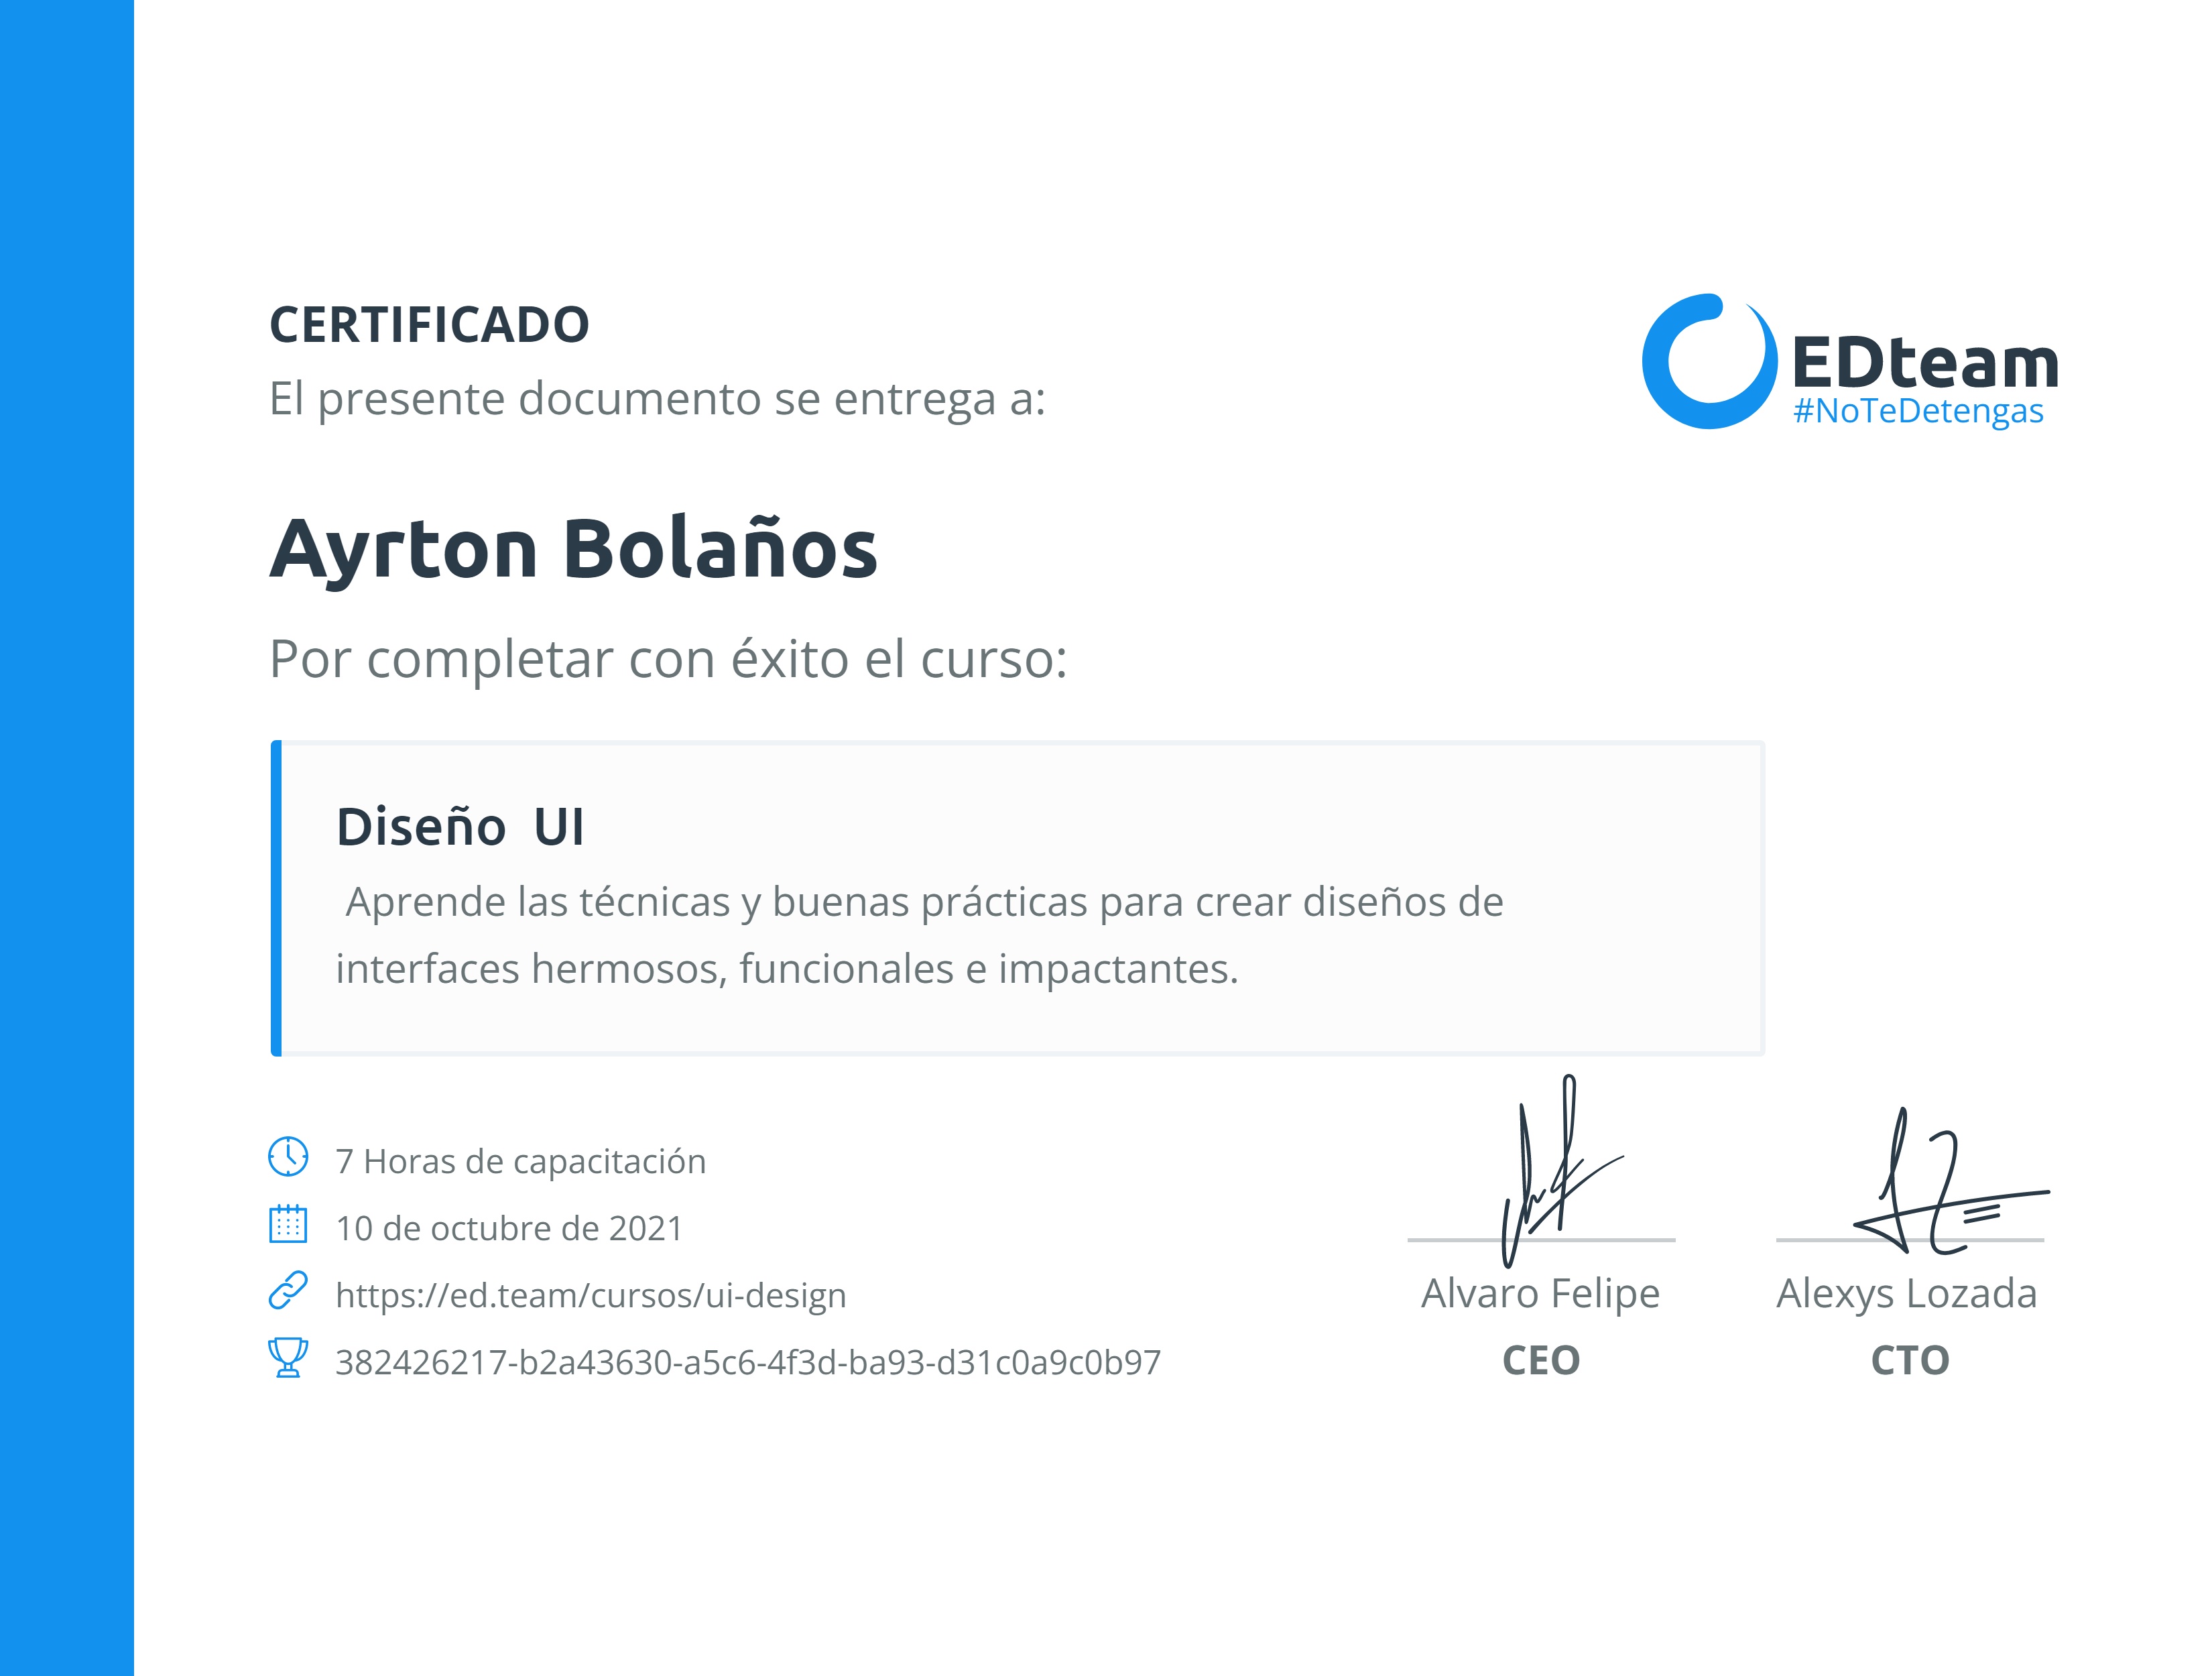 CERTIFICADO
El presente documento se entrega a:
EDteam
#NoTeDetengas
Ayrton Bolaños
Por completar con éxito el curso:
Diseño UI
Aprende las técnicas y buenas prácticas para crear diseños de
interfaces hermosos, funcionales e impactantes.
7 Horas de capacitación
10 de octubre de 2021
https://ed.team/cursos/ui-design
382426217-b2a43630-a5c6-4f3d-ba93-d31c0a9c0b97
Alvaro Felipe
CEO
Alexys Lozada
CTO